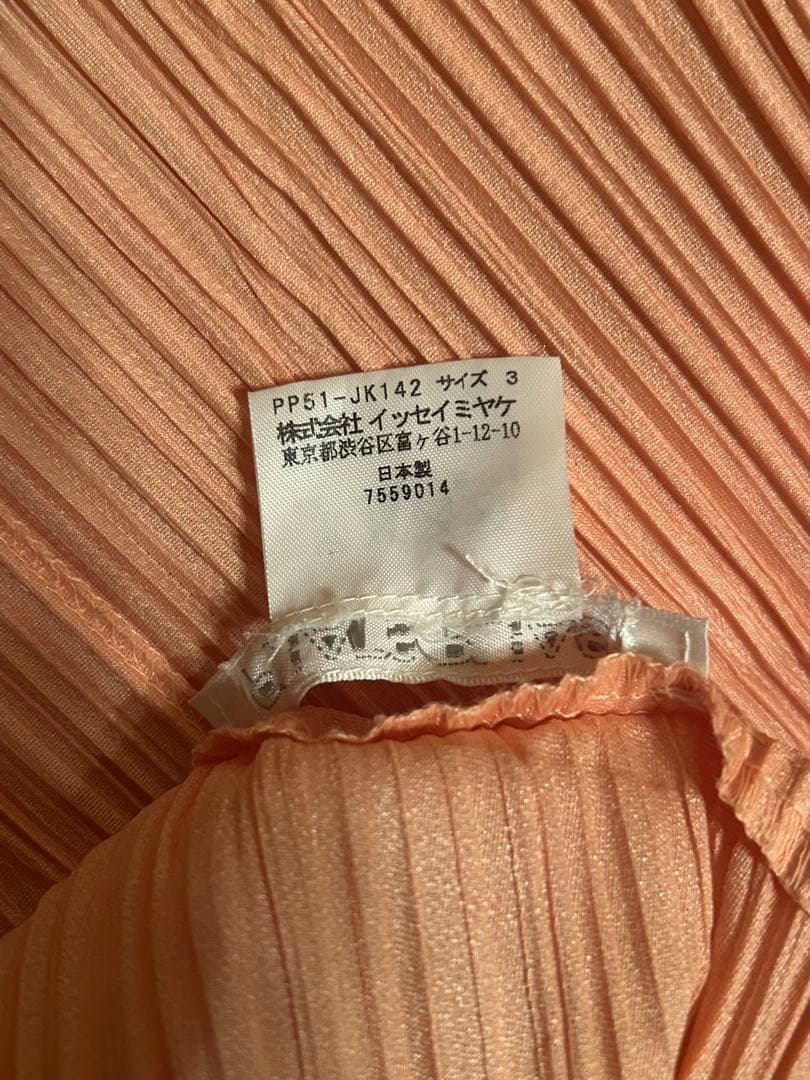 PP51-JK142 サイズ 3
株式会社 イッセイミヤケ
東京都渋谷区富ヶ谷1-12-10
日本製
7559014